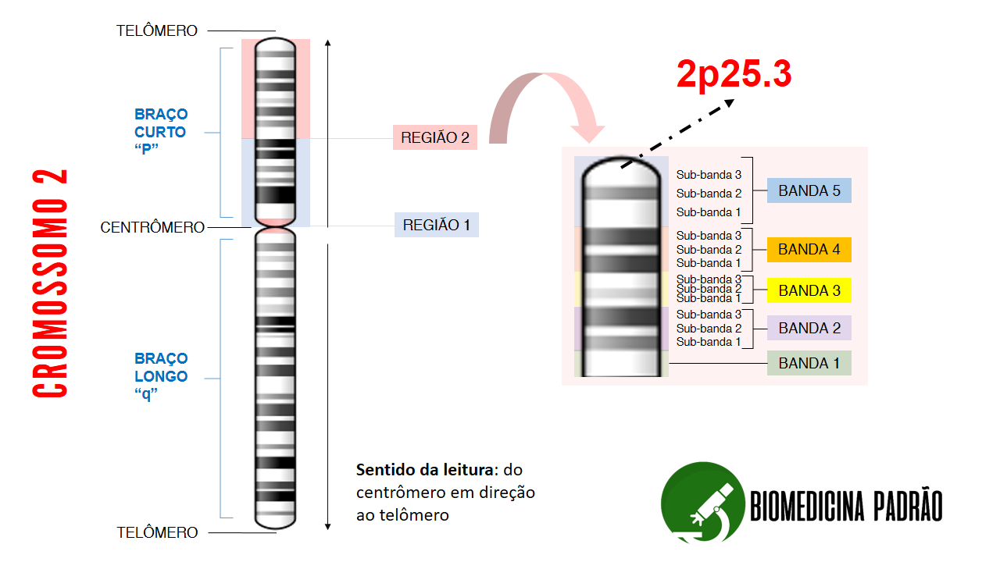 CROMOSSOMO 2
TELÔMERO
BRAÇO
CURTO
“P”
CENTRÔMERO
BRAÇO
LONGO
“q”
TELÔMERO
REGIÃO 2
REGIÃO 1
Sentido da leitura: do
centrômero em direção
ao telômero
2p25.3
Sub-banda 3
Sub-banda 2
Sub-banda 1
BANDA 5
Sub-banda 3
Sub-banda 2
Sub-banda 1
BANDA 4
Sub-banda 3
Sub-banda 2
Sub-banda 1
BANDA 3
Sub-banda 3
Sub-banda 2
Sub-banda 1
BANDA 2
BANDA 1
BIOMEDICINA PADRÃO